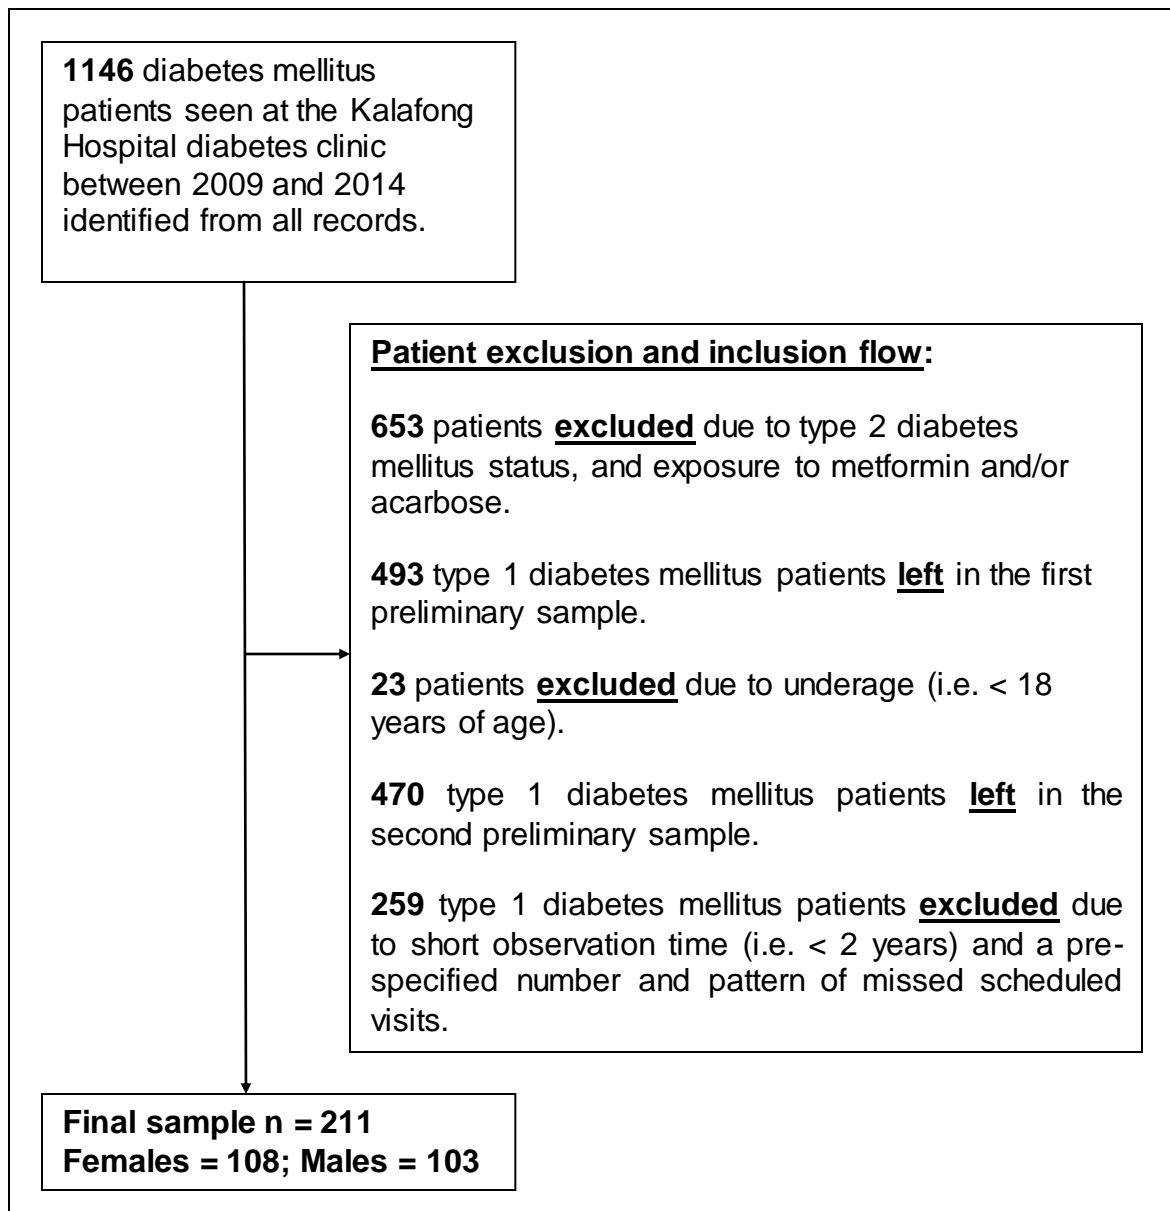 1146 diabetes mellitus
patients seen at the Kalafong
Hospital diabetes clinic
between 2009 and 2014
identified from all records.
Patient exclusion and inclusion flow:
653 patients excluded due to type 2 diabetes
mellitus status, and exposure to metformin and/or
acarbose.
493 type 1 diabetes mellitus patients left in the first
preliminary sample.
23 patients excluded due to underage (i.e. < 18
years of age).
470 type 1 diabetes mellitus patients left in the
second preliminary sample.
259 type 1 diabetes mellitus patients excluded due
to short observation time (i.e. < 2 years) and a pre-
specified number and pattern of missed scheduled
visits.
Final sample n = 211
Females = 108; Males = 103